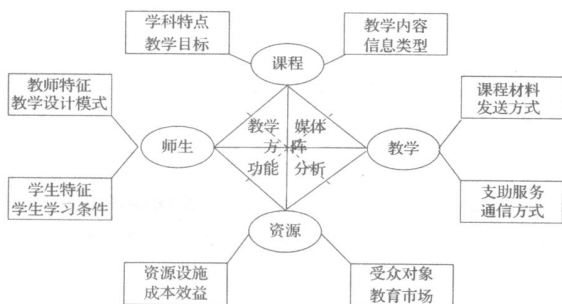 学科特点
教学目标
教学内容
信息类型
课程
教师特征
教学设计模式
课程材料
发送方式
教学 媒体
方 阵
功能 分析
师生
教学
学生特征
学生学习条件
支助服务
通信方式
资源
资源设施
成本效益
受众对象
教育市场